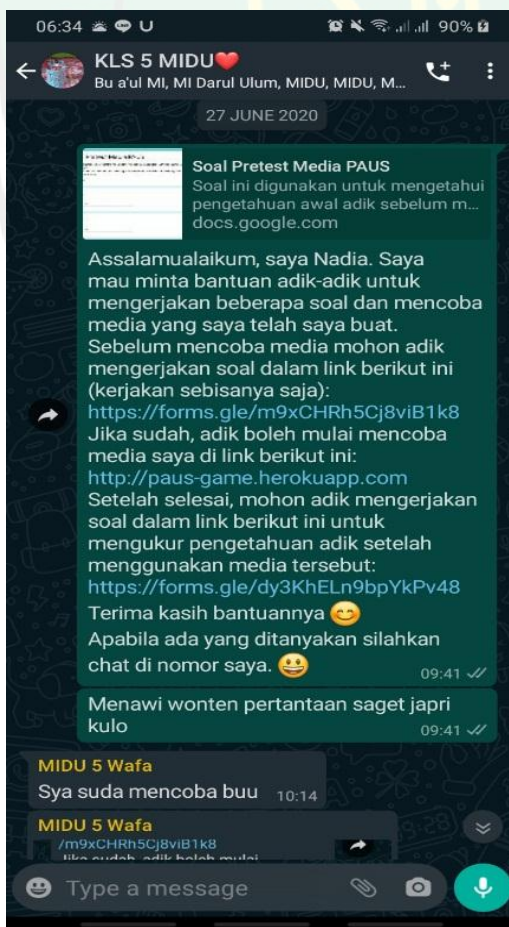 06:34
90%
KLS 5 MIDU❤
Bu a'ul MI, MI Darul Ulum, MIDU, MIDU, M...
27 JUNE 2020
Soal Pretest Media PAUS
Soal ini digunakan untuk mengetahui
pengetahuan awal adik sebelum m...
docs.google.com
Assalamualaikum, saya Nadia. Saya
mau minta bantuan adik-adik untuk
mengerjakan beberapa soal dan mencoba
media yang saya telah saya buat.
Sebelum mencoba media mohon adik
mengerjakan soal dalam link berikut ini
(kerjakan sebisanya saja):
https://forms.gle/m9xCHRh5Cj8viB1k8
Jika sudah, adik boleh mulai mencoba
media saya di link berikut ini:
http://paus-game.herokuapp.com
Setelah selesai, mohon adik mengerjakan
soal dalam link berikut ini untuk
mengukur pengetahuan adik setelah
menggunakan media tersebut:
https://forms.gle/dy3KhELn9bpYkPv48
Terima kasih bantuannya 😊
Apabila ada yang ditanyakan silahkan
chat di nomor saya. 😃
09:41
Menawi wonten pertantaan saget japri
kulo
09:41
MIDU 5 Wafa
Sya suda mencoba buu 10:14
MIDU 5 Wafa
/m9xCHRh5Cj8viB1k8
Jika sudah, adik boleh mulai
Type a message